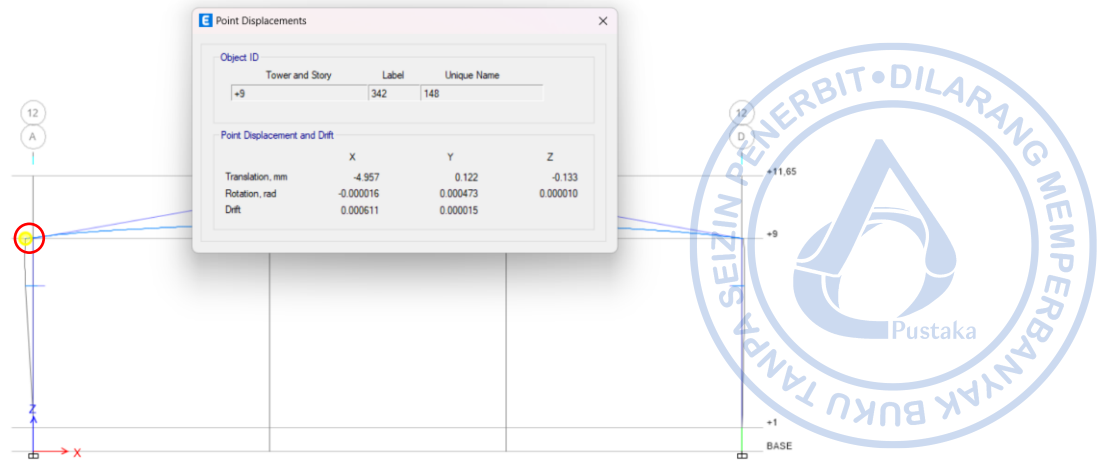 E Point Displacements
Object ID
Tower and Story Label Unique Name
+9 342 148
Point Displacement and Drift
X Y Z
Translation, mm -4.957 0.122 -0.133
Rotation, rad -0.000016 0.000473 0.000010
Drift 0.000611 0.000015
12
A
12
D
+11,65
+9
+1
BASE
Z
X
DILARANG MEMPERBANYAK BUKU TANPA SEIZIN PENERBIT
Pustaka